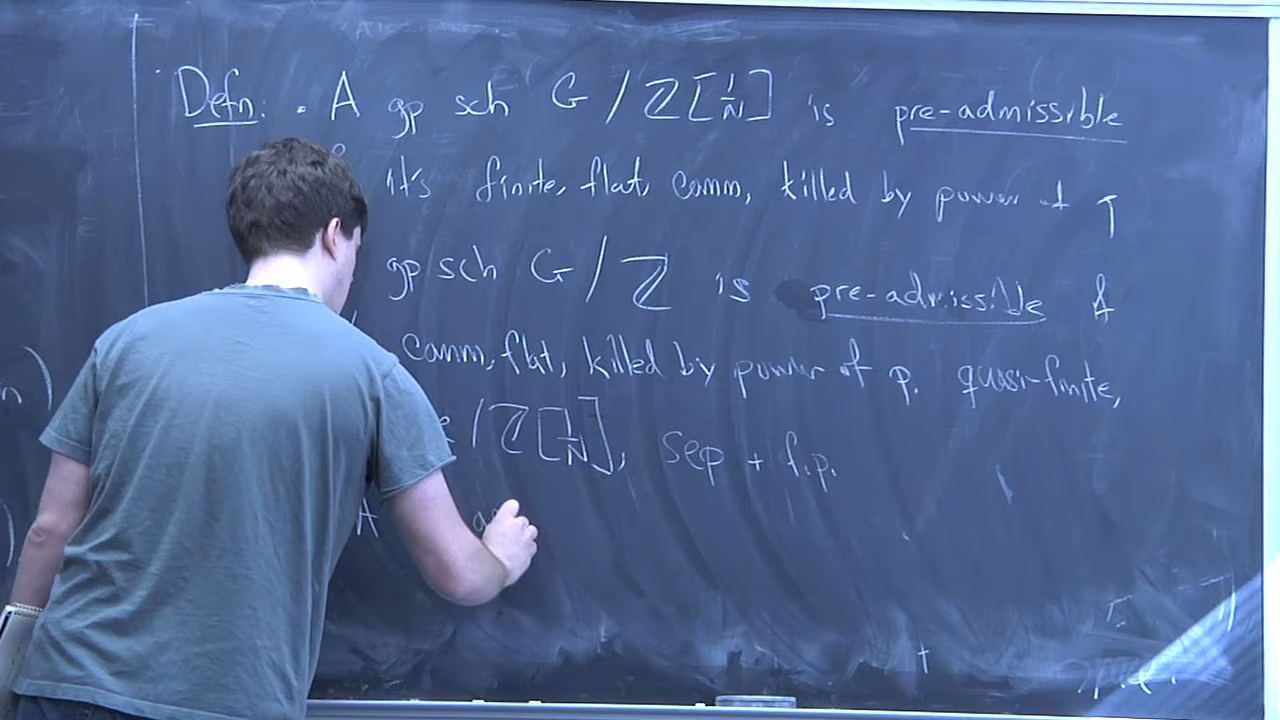 Defn: • A gp sch G / ℤ[1/N] is pre-admissible
it's finite, flat, comm, killed by power of p
gp sch G / ℤ is pre-admissible if
comm, flat, killed by power of p. quasi-finite,
/ ℤ[1/N], sep + f.p.
A